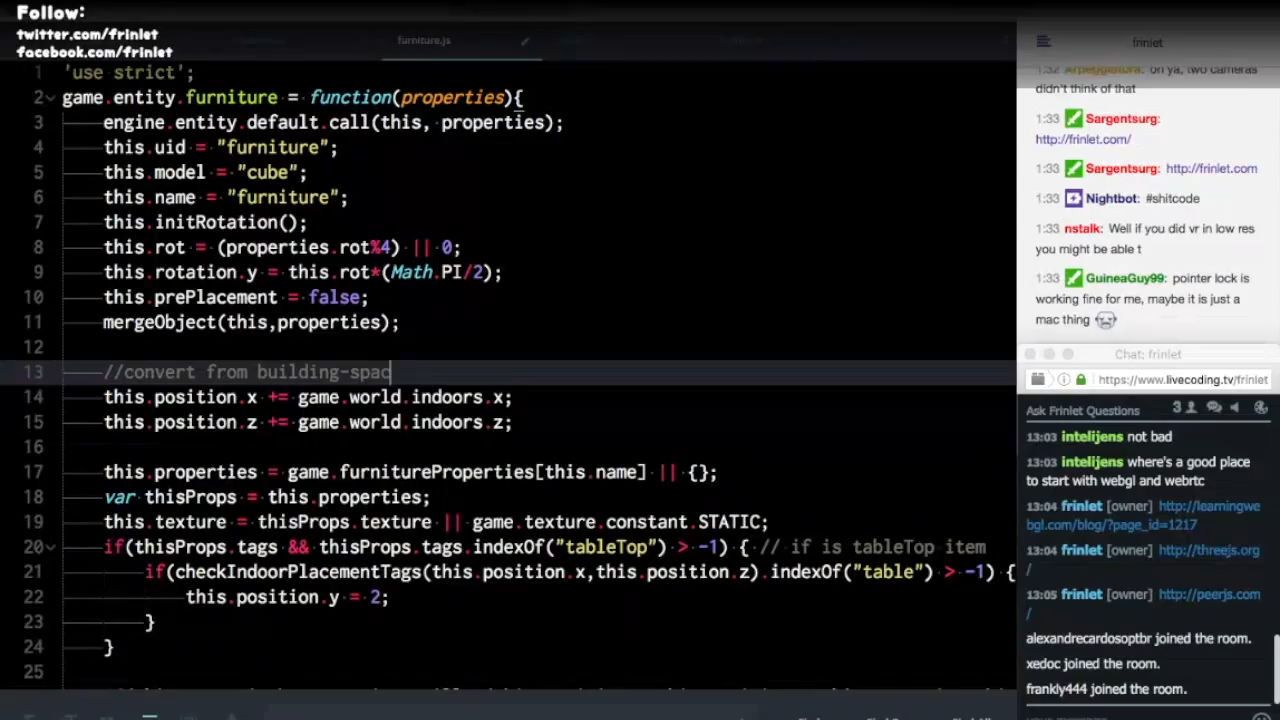 Follow:
twitter.com/frinlet
facebook.com/frinlet
furniture.js
1 'use strict';
2 game.entity.furniture = function(properties){
3 engine.entity.default.call(this, properties);
4 this.uid = "furniture";
5 this.model = "cube";
6 this.name = "furniture";
7 this.initRotation();
8 this.rot = (properties.rot%4) || 0;
9 this.rotation.y = this.rot*(Math.PI/2);
10 this.prePlacement = false;
11 mergeObject(this,properties);
12
13 //convert from building-spac
14 this.position.x += game.world.indoors.x;
15 this.position.z += game.world.indoors.z;
16
17 this.properties = game.furnitureProperties[this.name] || {};
18 var thisProps = this.properties;
19 this.texture = thisProps.texture || game.texture.constant.STATIC;
20 if(thisProps.tags && thisProps.tags.indexOf("tableTop") > -1) { // if is tableTop item
21 if(checkIndoorPlacementTags(this.position.x,this.position.z).indexOf("table") > -1) {
22 this.position.y = 2;
23 }
24 }
25
frinlet
on ya, two cameras
didn't think of that
1:33 Sargentsurg:
http://frinlet.com/
1:33 Sargentsurg: http://frinlet.com
1:33 Nightbot: #shitcode
1:33 nstalk: Well if you did vr in low res
you might be able t
1:33 GuineaGuy99: pointer lock is
working fine for me, maybe it is just a
mac thing
Chat: frinlet
https://www.livecoding.tv/frinlet
Ask Frinlet Questions 3
13:03 intelijens not bad
13:03 intelijens where's a good place
to start with webgl and webrtc
13:04 frinlet [owner] http://learningwe
bgl.com/blog/?page_id=1217
13:04 frinlet [owner] http://threejs.org
/
13:05 frinlet [owner] http://peerjs.com
/
alexandrecardosoptbr joined the room.
xedoc joined the room.
frankly444 joined the room.